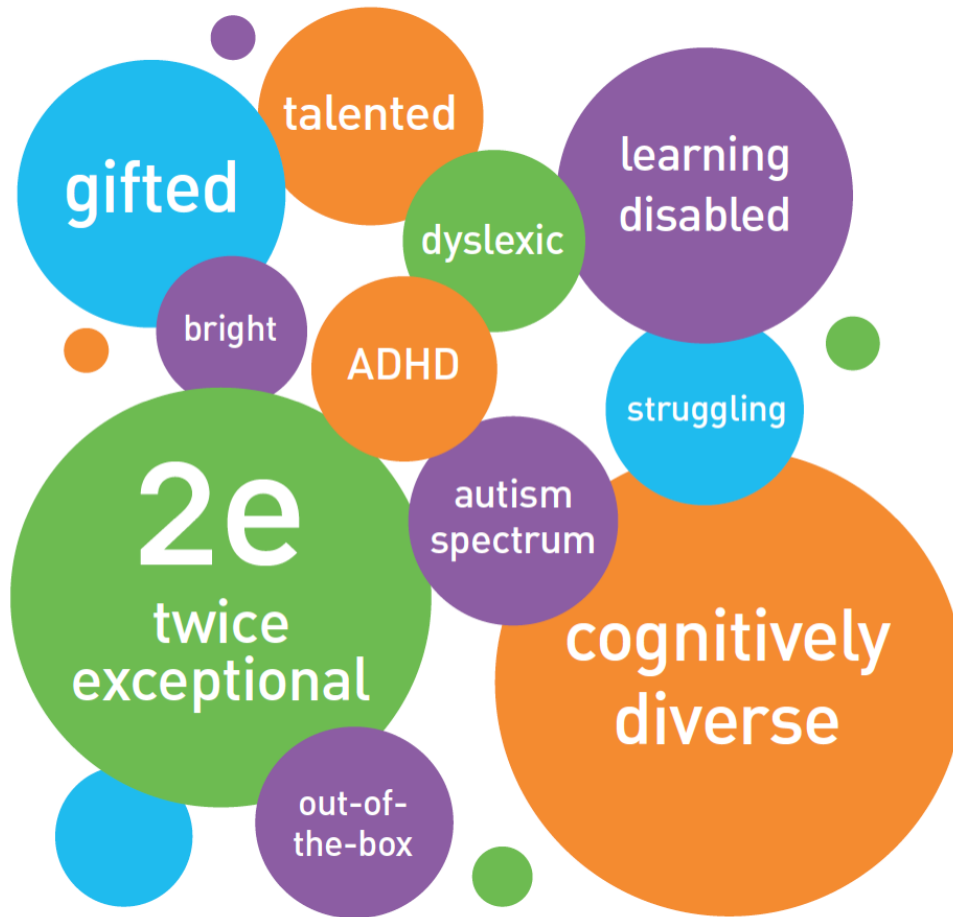 talented
gifted
learning
disabled
dyslexic
bright
ADHD
struggling
2e
twice
exceptional
autism
spectrum
cognitively
diverse
out-of-
the-box